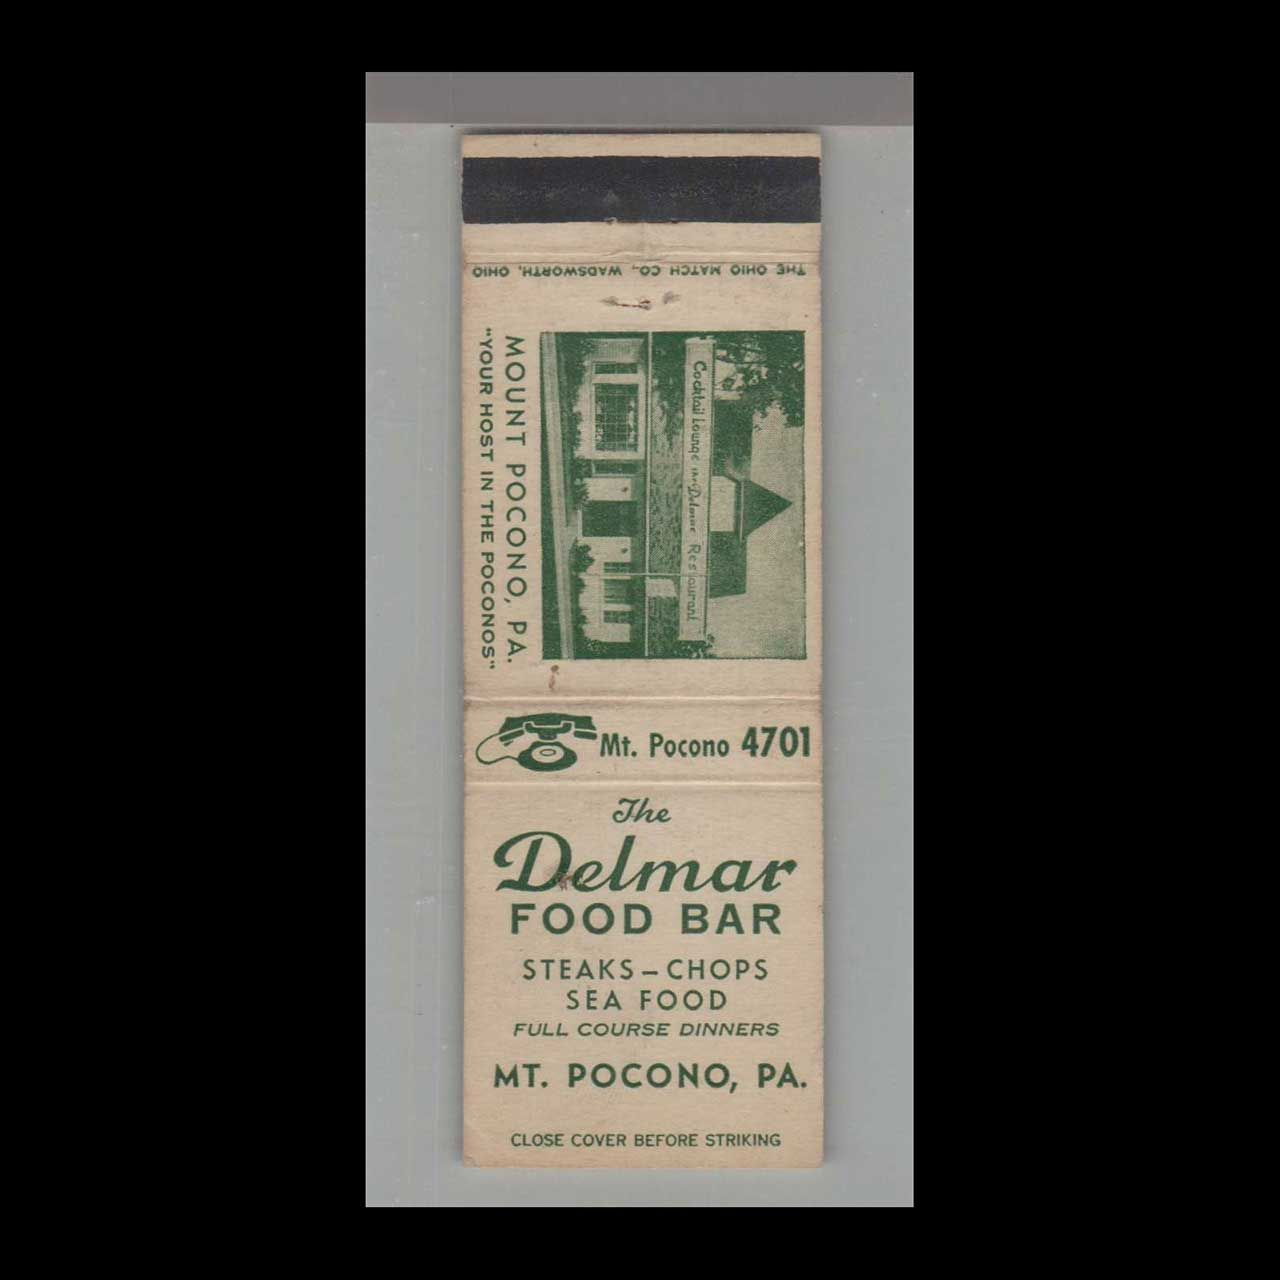 THE OHIO MATCH CO., WADSWORTH, OHIO
Cocktail Lounge THE Delmar Restaurant
MOUNT POCONO, PA.
"YOUR HOST IN THE POCONOS"
Mt. Pocono 4701
The
Delmar
FOOD BAR
STEAKS – CHOPS
SEA FOOD
FULL COURSE DINNERS
MT. POCONO, PA.
CLOSE COVER BEFORE STRIKING